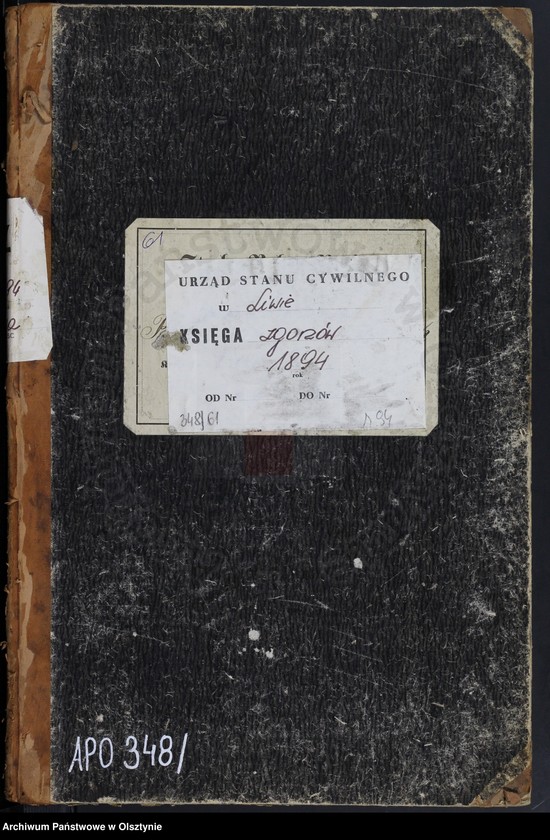 61
URZĄD STANU CYWILNEGO
w Liwie
KSIĘGA zgonów
1894
rok
OD Nr DO Nr
348/61
APO 348/
Archiwum Państwowe w Olsztynie